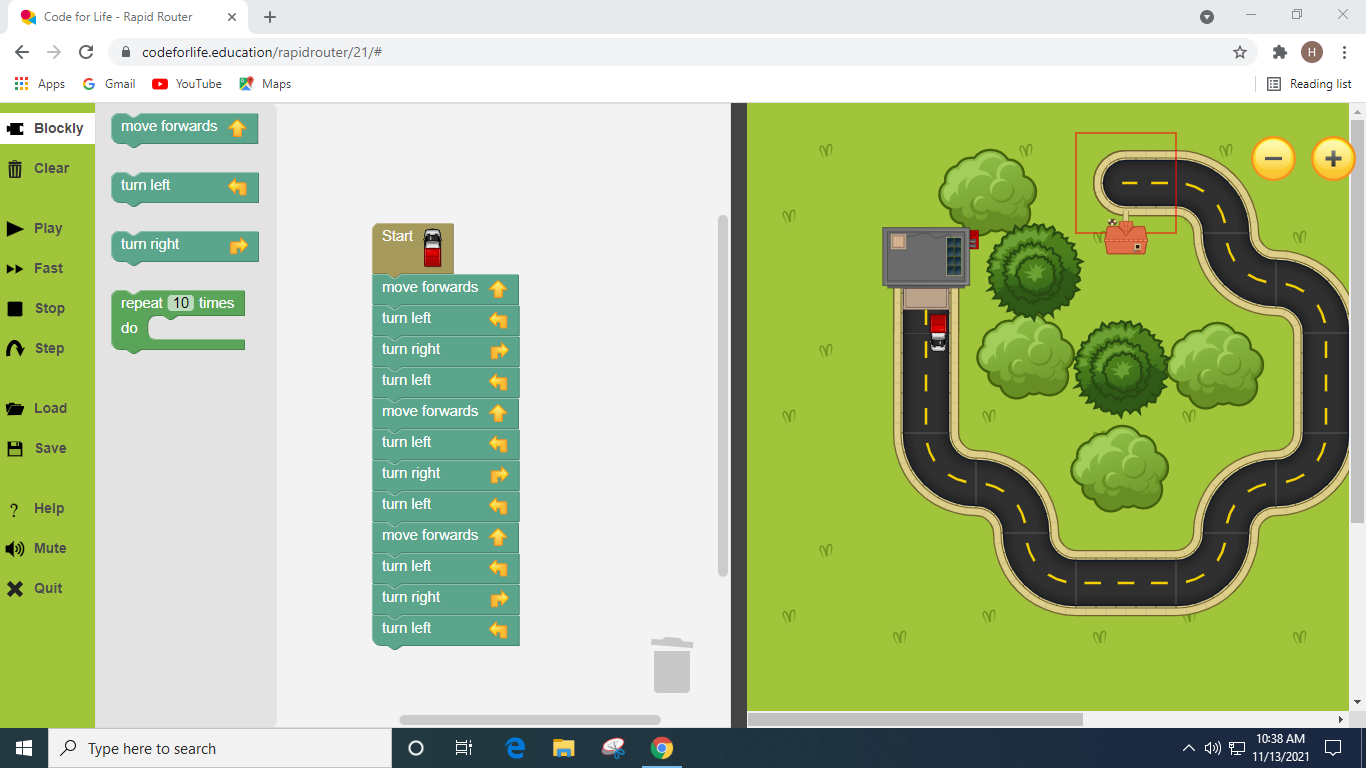 Code for Life - Rapid Router
codeforlife.education/rapidrouter/21/#
H
Apps Gmail YouTube Maps Reading list
Blockly
Clear
Play
Fast
Stop
Step
Load
Save
? Help
Mute
Quit
move forwards
turn left
turn right
repeat 10 times
do
Start
move forwards
turn left
turn right
turn left
move forwards
turn left
turn right
turn left
move forwards
turn left
turn right
turn left
Type here to search
10:38 AM
11/13/2021